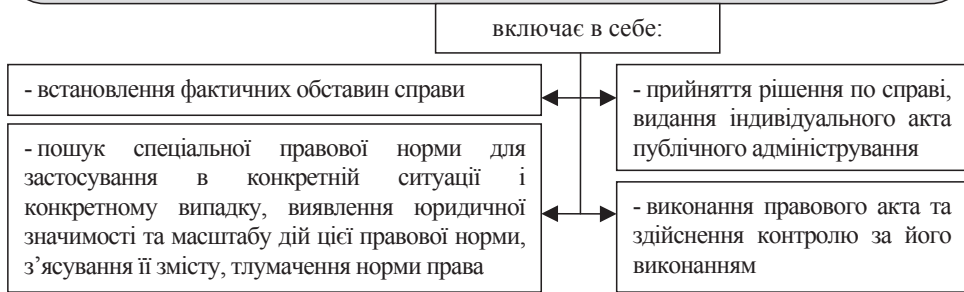 включає в себе:
- встановлення фактичних обставин справи
- пошук спеціальної правової норми для
застосування в конкретній ситуації і
конкретному випадку, виявлення юридичної
значимості та масштабу дій цієї правової норми,
з’ясування її змісту, тлумачення норми права
- прийняття рішення по справі,
видання індивідуального акта
публічного адміністрування
- виконання правового акта та
здійснення контролю за його
виконанням